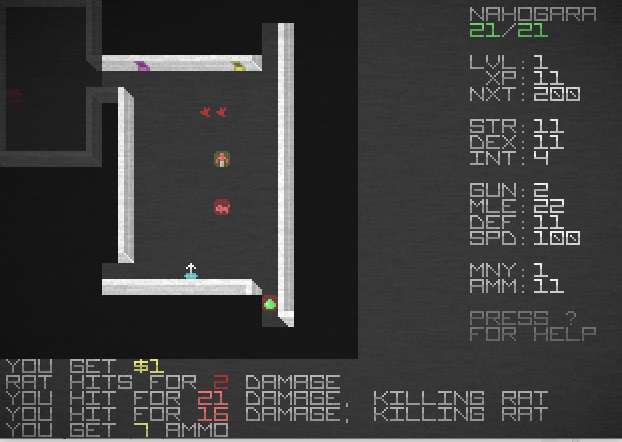 NAHOGARA
21/21
LVL:1
XP:11
NXT:200
STR:11
DEX:11
INT:4
GUN:2
MLE:22
DEF:11
SPD:100
MNY:1
AMM:11
PRESS ?
FOR HELP
YOU GET $1
RAT HITS FOR 2 DAMAGE
YOU HIT FOR 21 DAMAGE, KILLING RAT
YOU HIT FOR 16 DAMAGE, KILLING RAT
YOU GET 7 AMMO